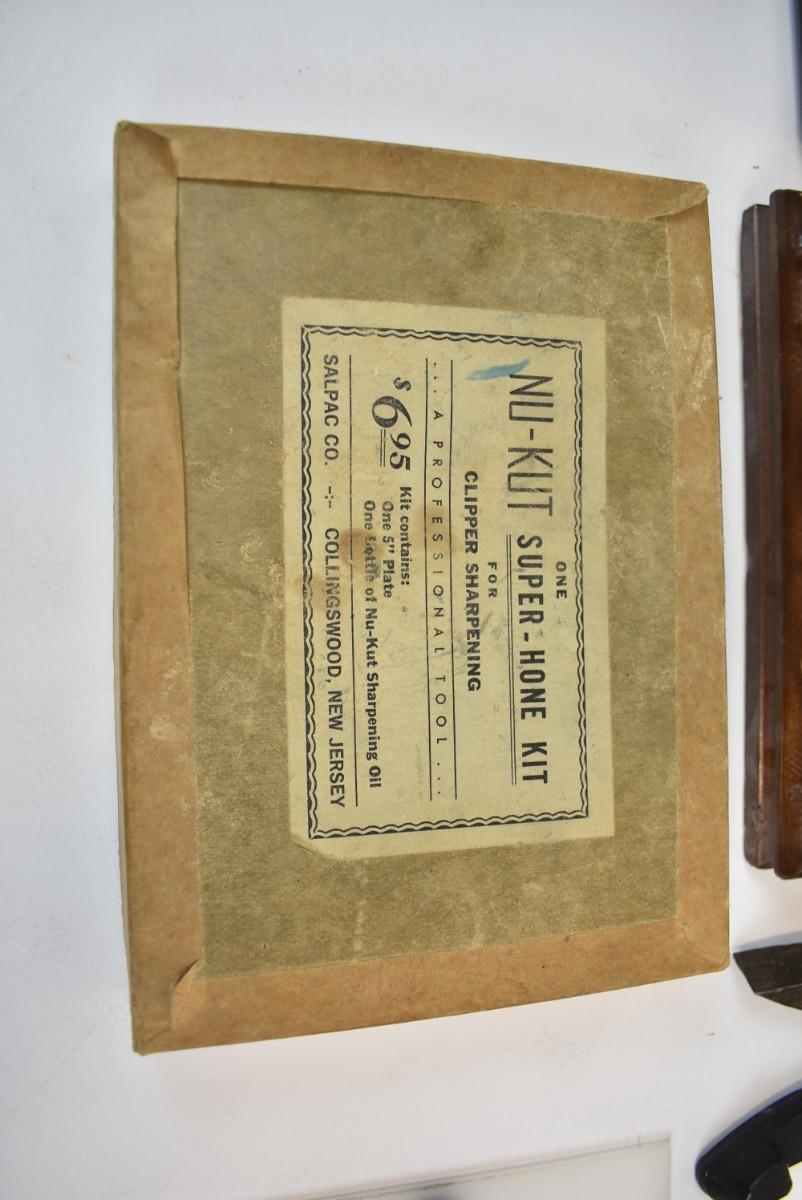 ONE
NU-KUT SUPER-HONE KIT
FOR
CLIPPER SHARPENING
... A PROFESSIONAL TOOL ...
$6.95 Kit contains:
One 5" Plate
One Bottle of Nu-Kut Sharpening Oil
SALPAC CO. -:- COLLINGSWOOD, NEW JERSEY